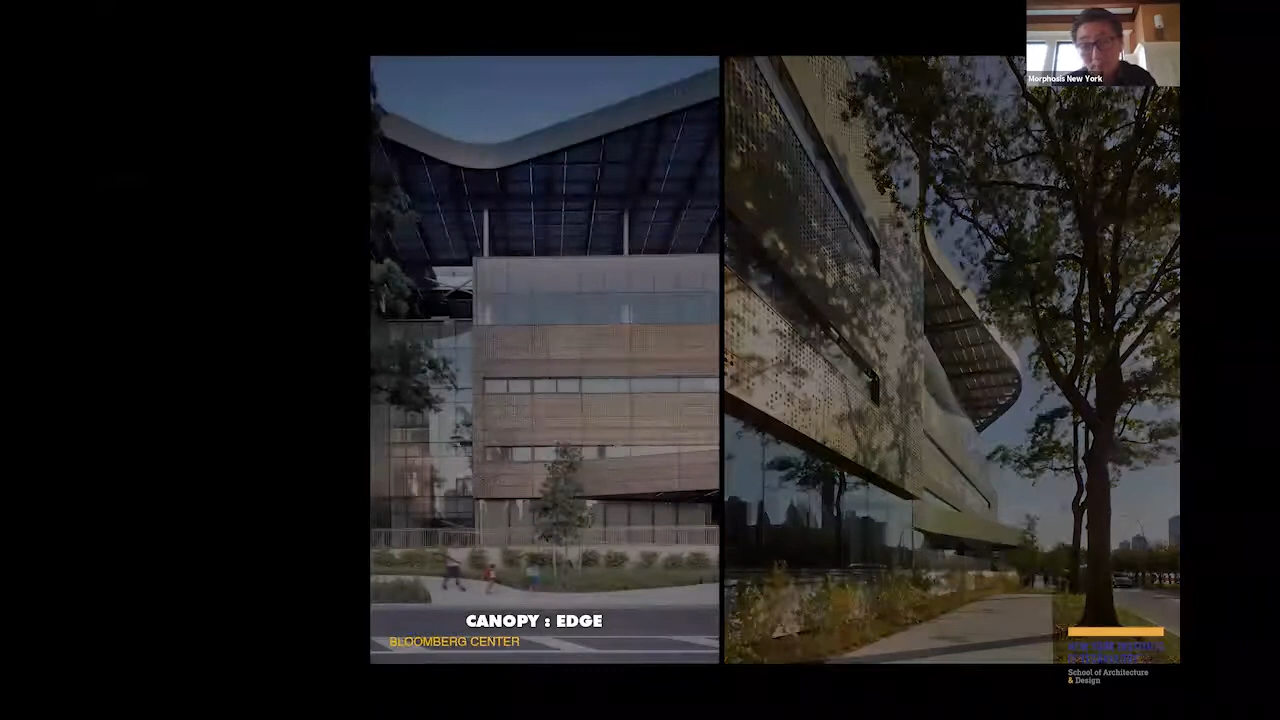 Morphosis New York
CANOPY : EDGE
BLOOMBERG CENTER
School of Architecture
& Design